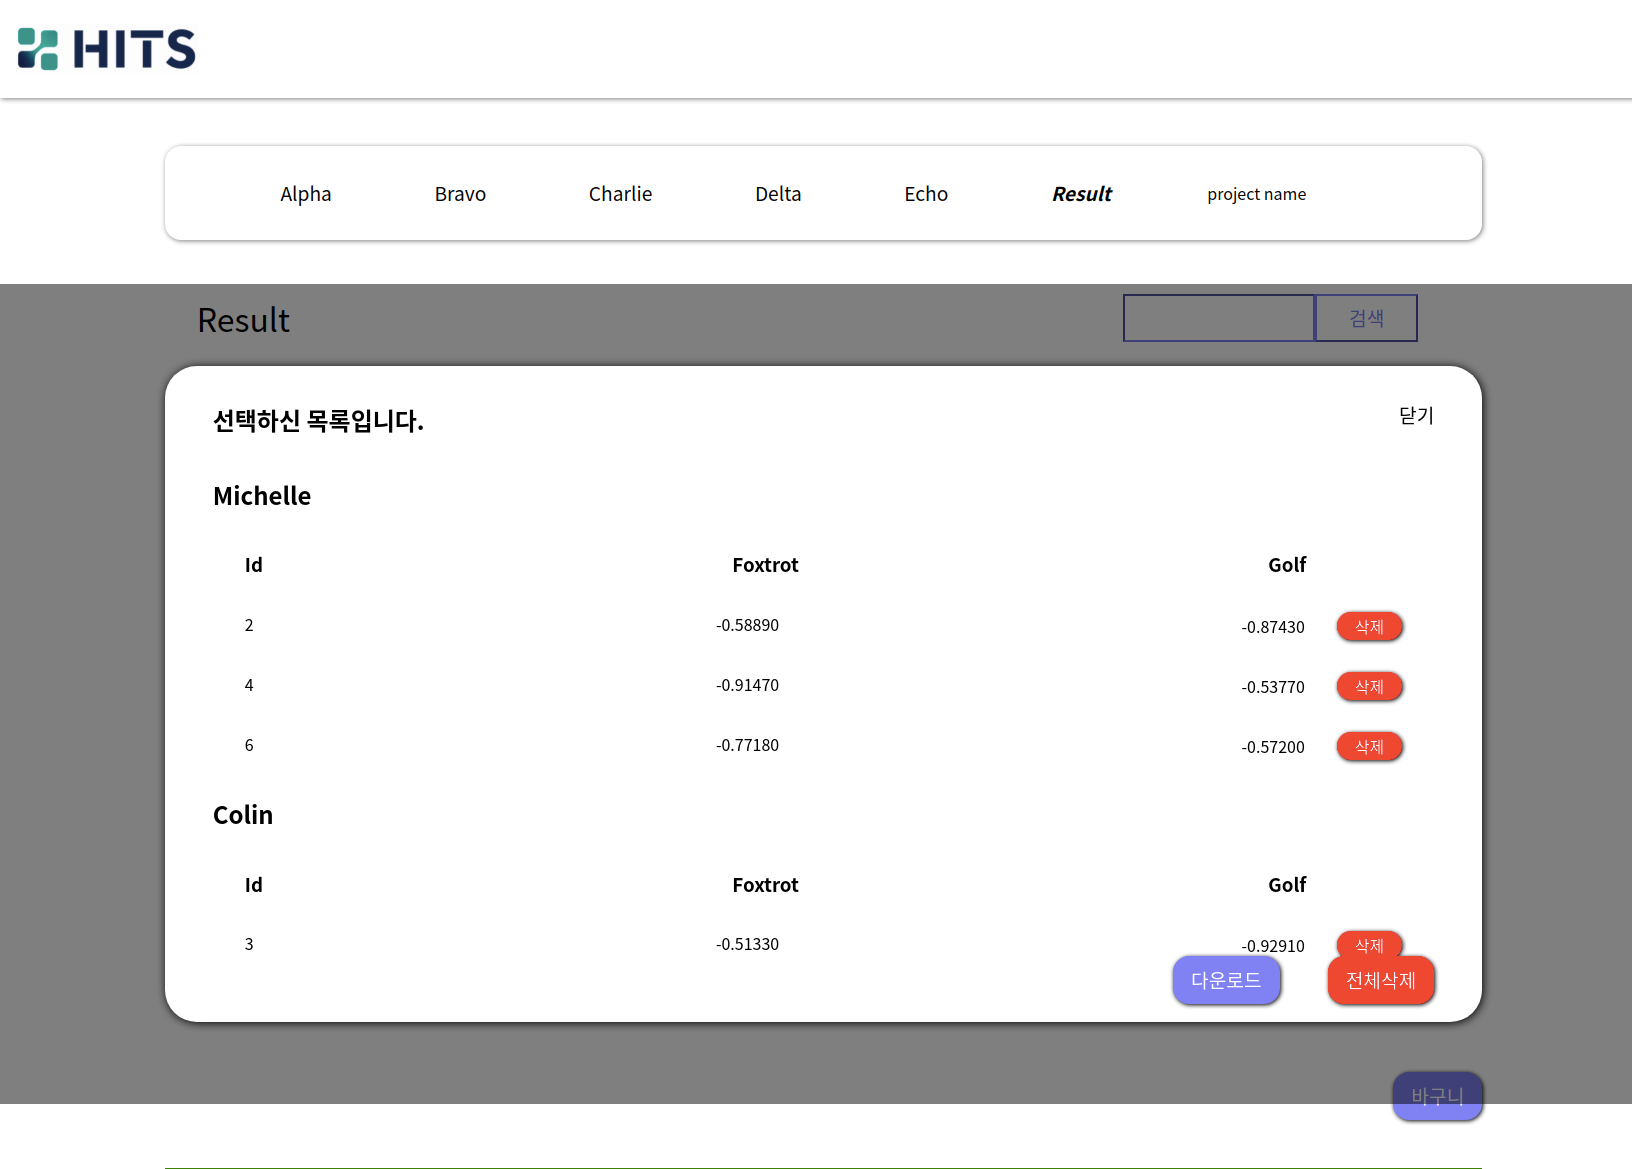 HITS
Alpha Bravo Charlie Delta Echo Result project name
Result 검색
선택하신 목록입니다. 닫기
Michelle
Id Foxtrot Golf
2 -0.58890 -0.87430 삭제
4 -0.91470 -0.53770 삭제
6 -0.77180 -0.57200 삭제
Colin
Id Foxtrot Golf
3 -0.51330 -0.92910 삭제
다운로드 전체삭제
바구니